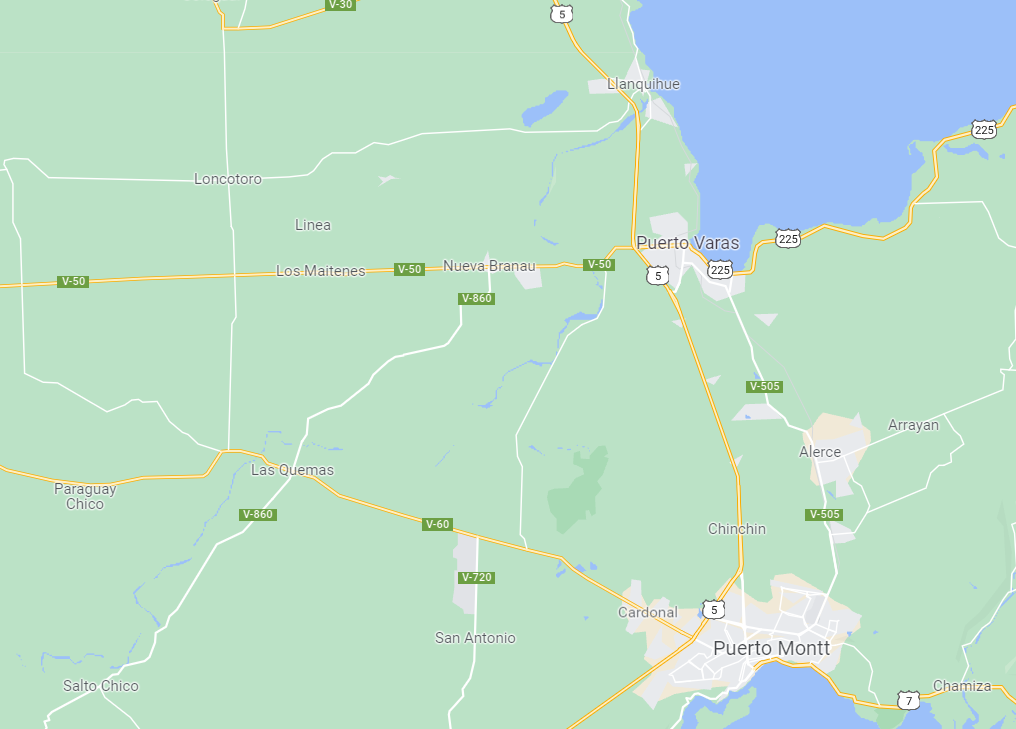 V-30
5
Llanquihue
225
Loncotoro
Linea
Puerto Varas
225
Nueva Branau
V-50
Los Maitenes
V-50
V-50
5
225
V-860
V-505
Arrayan
Alerce
Las Quemas
Paraguay
Chico
V-860
V-60
V-505
Chinchin
V-720
5
Cardonal
San Antonio
Puerto Montt
Salto Chico
Chamiza
7